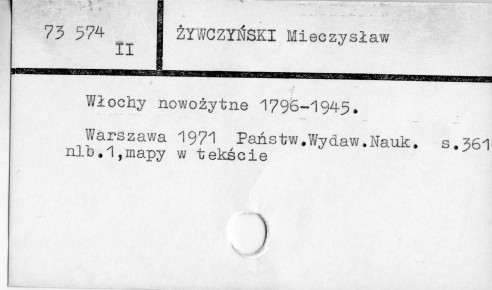 73 574
II
ŻYWCZYŃSKI Mieczysław
Włochy nowożytne 1796-1945.
Warszawa 1971 Państw.Wydaw.Nauk. s.361
nlb.1,mapy w tekście